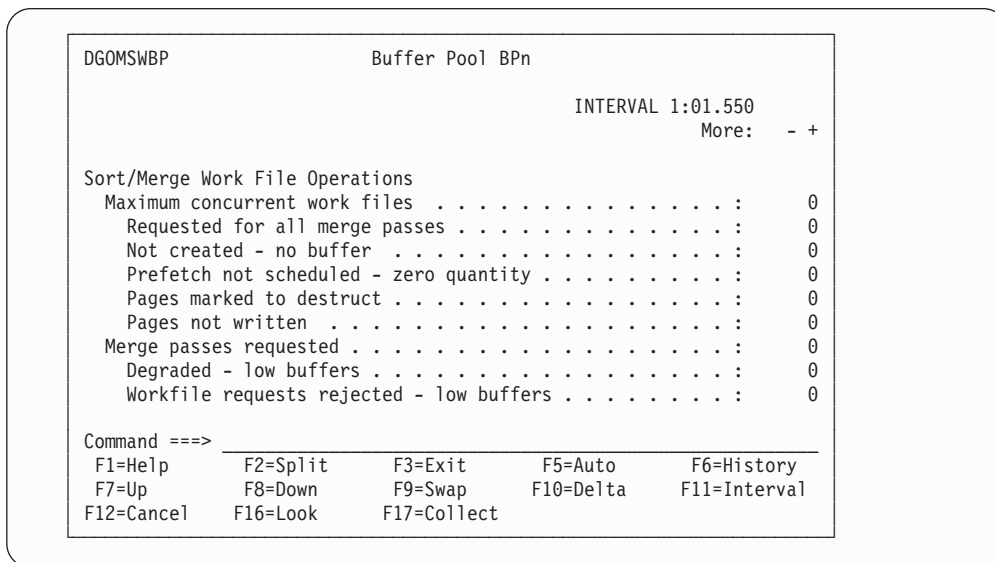 DGOMSWBP Buffer Pool BPn
INTERVAL 1:01.550
More: - +
Sort/Merge Work File Operations
Maximum concurrent work files . . . . . . . . . . . . . . : 0
Requested for all merge passes . . . . . . . . . . . . . : 0
Not created - no buffer . . . . . . . . . . . . . . . . : 0
Prefetch not scheduled - zero quantity . . . . . . . . . : 0
Pages marked to destruct . . . . . . . . . . . . . . . . : 0
Pages not written . . . . . . . . . . . . . . . . . . . : 0
Merge passes requested . . . . . . . . . . . . . . . . . . : 0
Degraded - low buffers . . . . . . . . . . . . . . . . . : 0
Workfile requests rejected - low buffers . . . . . . . . : 0
Command ===>
F1=Help F2=Split F3=Exit F5=Auto F6=History
F7=Up F8=Down F9=Swap F10=Delta F11=Interval
F12=Cancel F16=Look F17=Collect